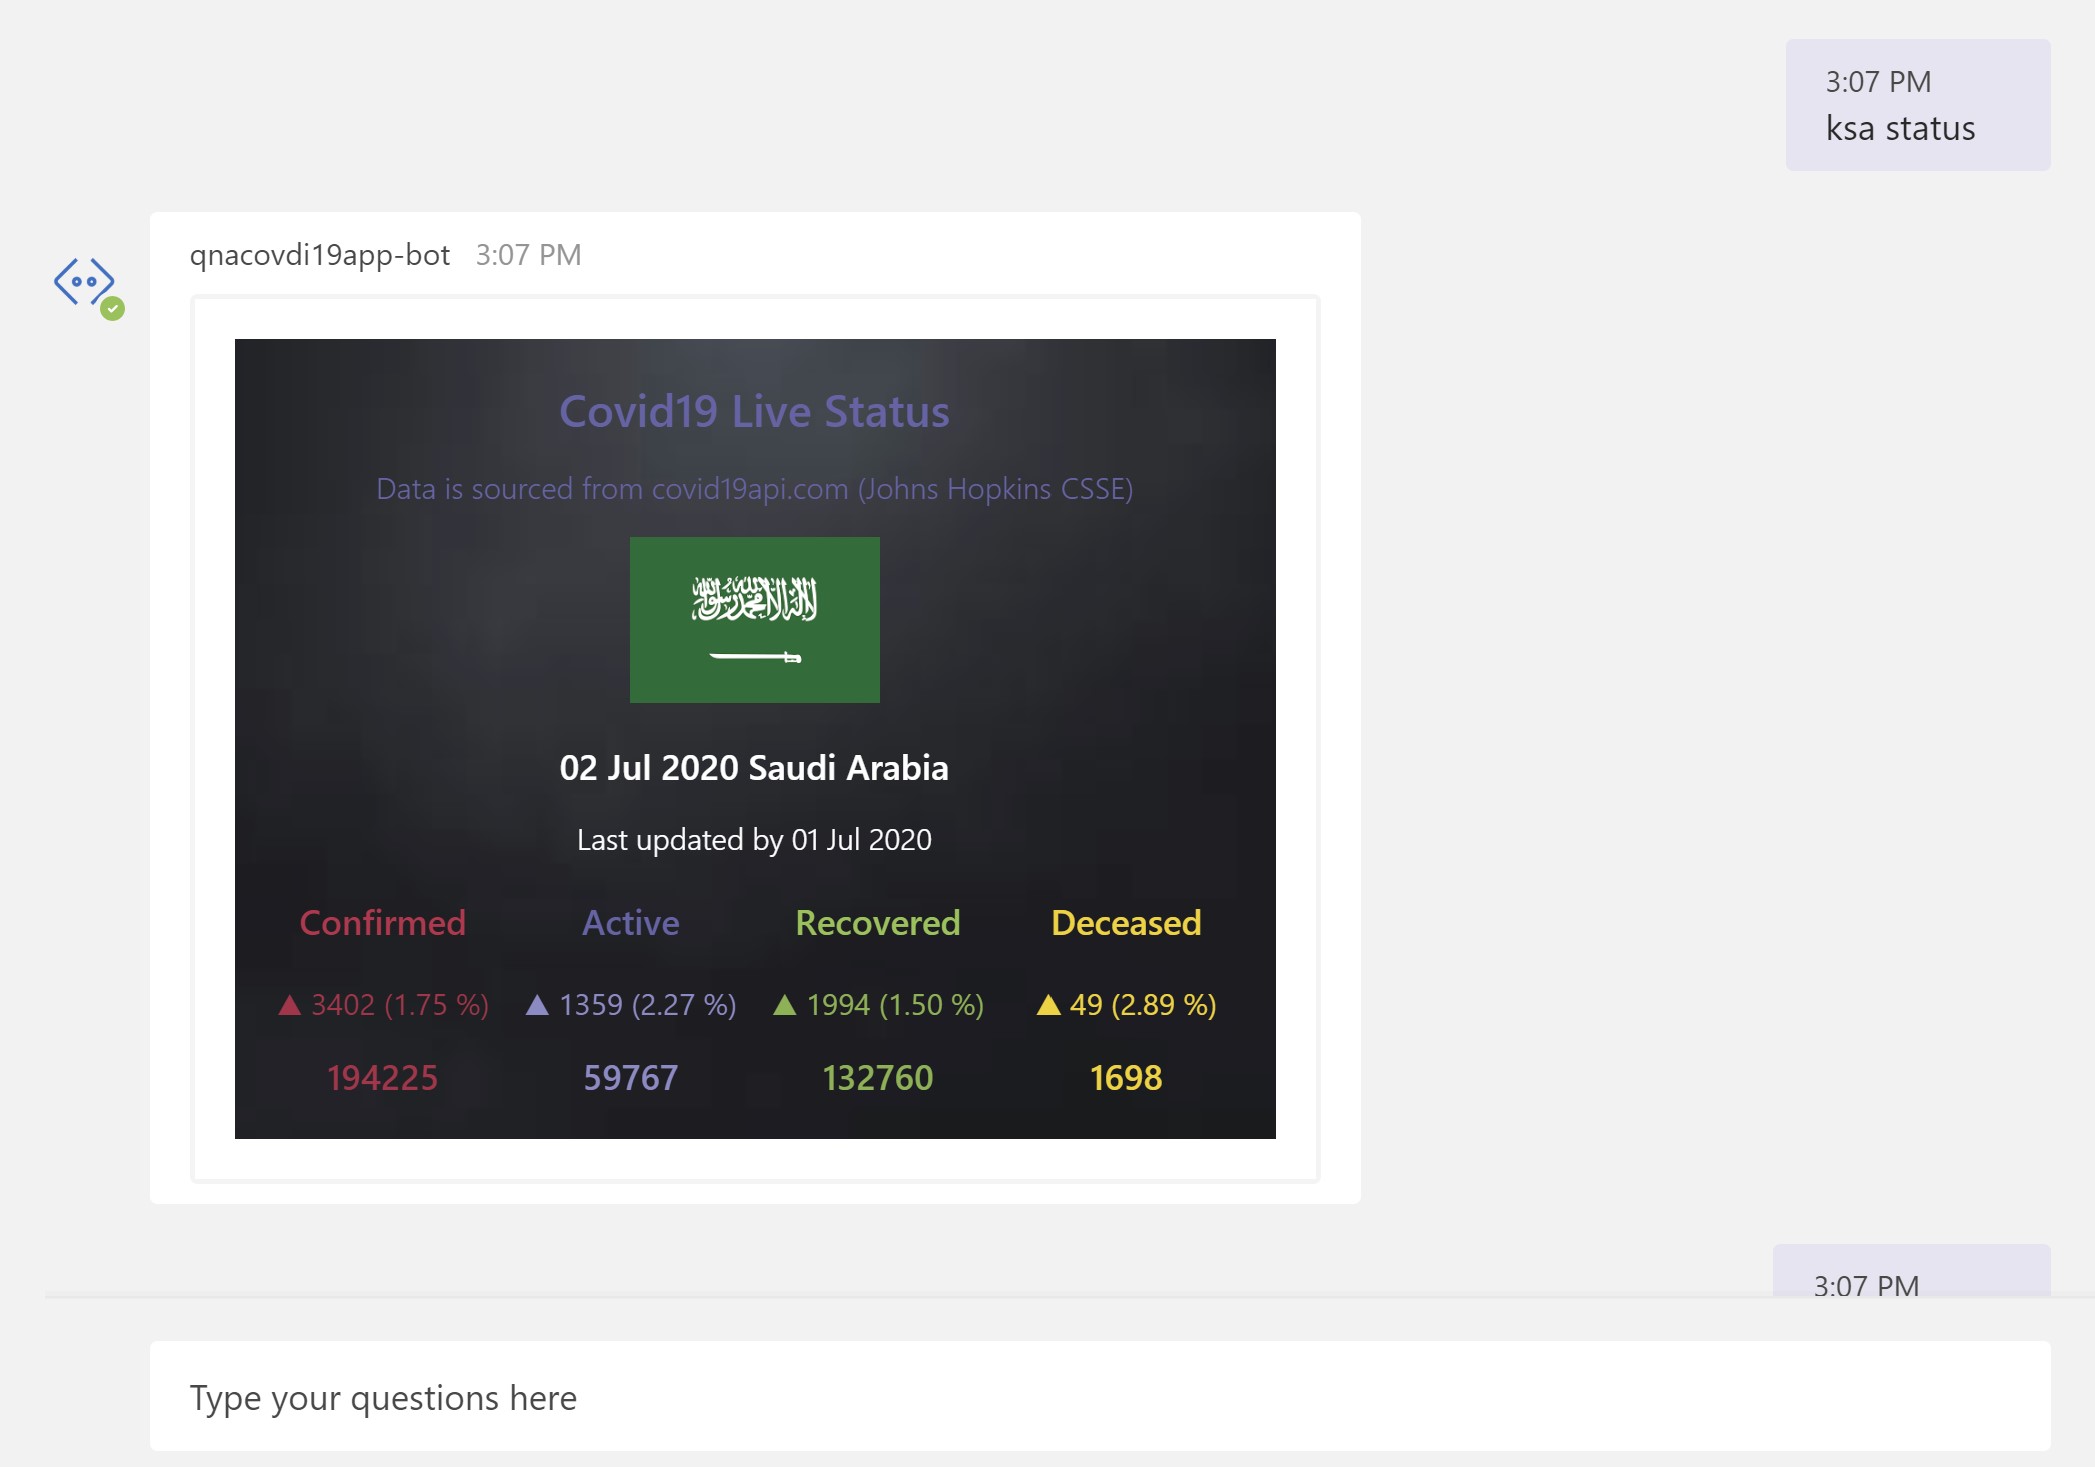 3:07 PM
ksa status
qnacovdi19app-bot 3:07 PM
Covid19 Live Status
Data is sourced from covid19api.com (Johns Hopkins CSSE)
لا إله إلا الله محمد رسول الله
02 Jul 2020 Saudi Arabia
Last updated by 01 Jul 2020
Confirmed Active Recovered Deceased
▲ 3402 (1.75 %) ▲ 1359 (2.27 %) ▲ 1994 (1.50 %) ▲ 49 (2.89 %)
194225 59767 132760 1698
3:07 PM
Type your questions here